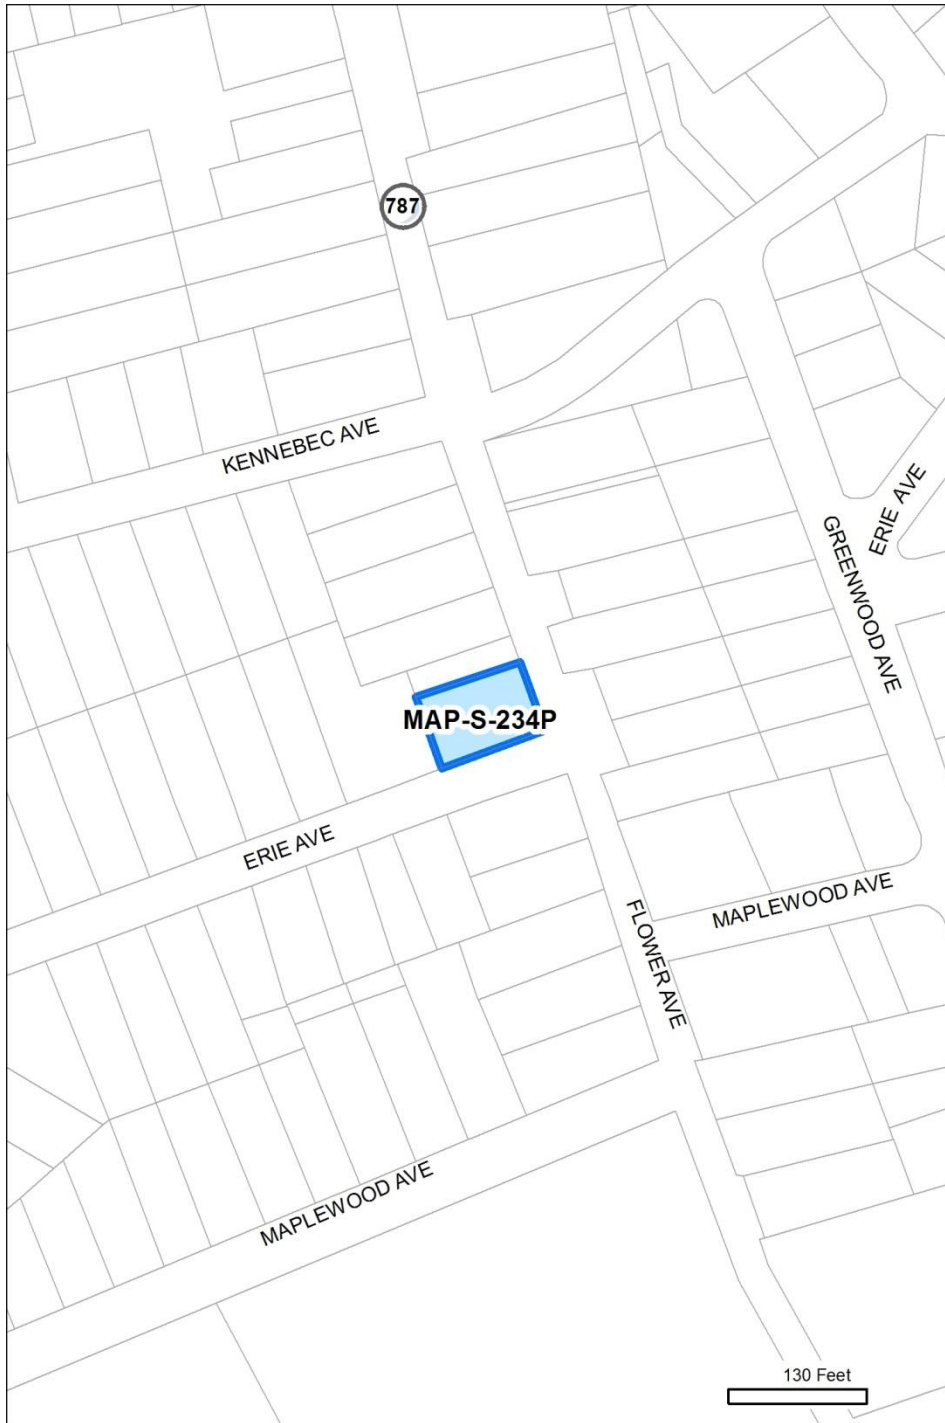 787
KENNEBEC AVE
ERIE AVE
GREENWOOD AVE
MAP-S-234P
ERIE AVE
MAPLEWOOD AVE
FLOWER AVE
MAPLEWOOD AVE
130 Feet